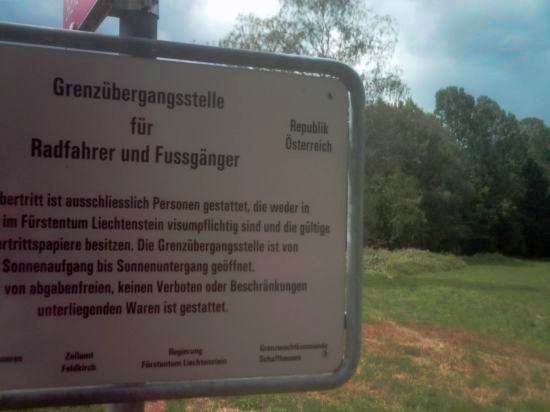 Grenzübergangsstelle
für
Radfahrer und Fussgänger
Republik
Österreich
bertritt ist ausschliesslich Personen gestattet, die weder in
im Fürstentum Liechtenstein visumpflichtig sind und die gültige
ertrittspapiere besitzen. Die Grenzübergangsstelle ist von
Sonnenaufgang bis Sonnenuntergang geöffnet.
von abgabenfreien, keinen Verboten oder Beschränkungen
unterliegenden Waren ist gestattet.
Zollamt
Feldkirch
Regierung
Fürstentum Liechtenstein
Grenzwachtkommando
Schaffhausen